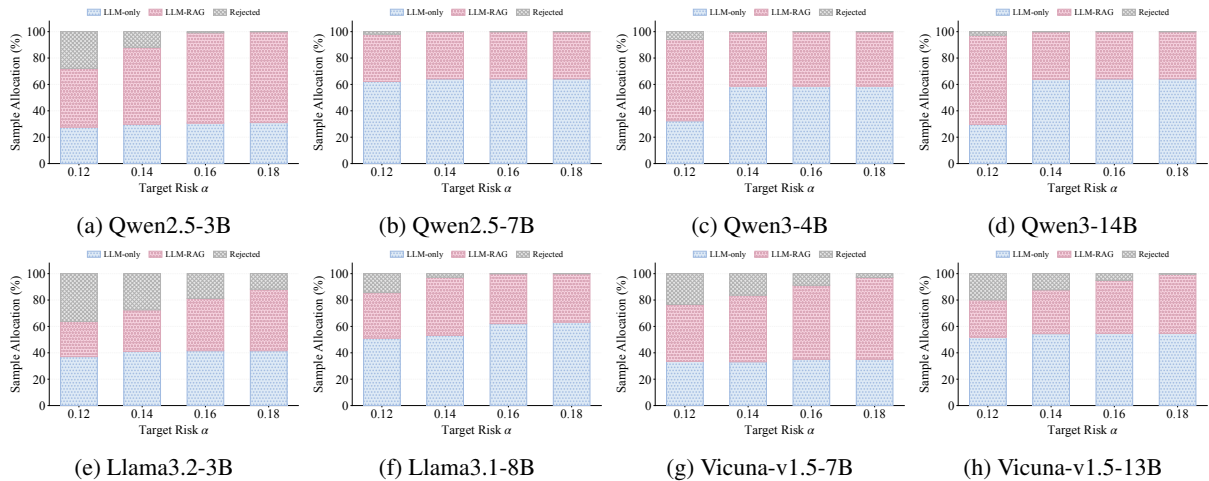 LLM-only LLM-RAG Rejected
Sample Allocation (%)
100
80
60
40
20
0
0.12 0.14 0.16 0.18
Target Risk α
(a) Qwen2.5-3B
LLM-only LLM-RAG Rejected
Sample Allocation (%)
100
80
60
40
20
0
0.12 0.14 0.16 0.18
Target Risk α
(b) Qwen2.5-7B
LLM-only LLM-RAG Rejected
Sample Allocation (%)
100
80
60
40
20
0
0.12 0.14 0.16 0.18
Target Risk α
(c) Qwen3-4B
LLM-only LLM-RAG Rejected
Sample Allocation (%)
100
80
60
40
20
0
0.12 0.14 0.16 0.18
Target Risk α
(d) Qwen3-14B
LLM-only LLM-RAG Rejected
Sample Allocation (%)
100
80
60
40
20
0
0.12 0.14 0.16 0.18
Target Risk α
(e) Llama3.2-3B
LLM-only LLM-RAG Rejected
Sample Allocation (%)
100
80
60
40
20
0
0.12 0.14 0.16 0.18
Target Risk α
(f) Llama3.1-8B
LLM-only LLM-RAG Rejected
Sample Allocation (%)
100
80
60
40
20
0
0.12 0.14 0.16 0.18
Target Risk α
(g) Vicuna-v1.5-7B
LLM-only LLM-RAG Rejected
Sample Allocation (%)
100
80
60
40
20
0
0.12 0.14 0.16 0.18
Target Risk α
(h) Vicuna-v1.5-13B